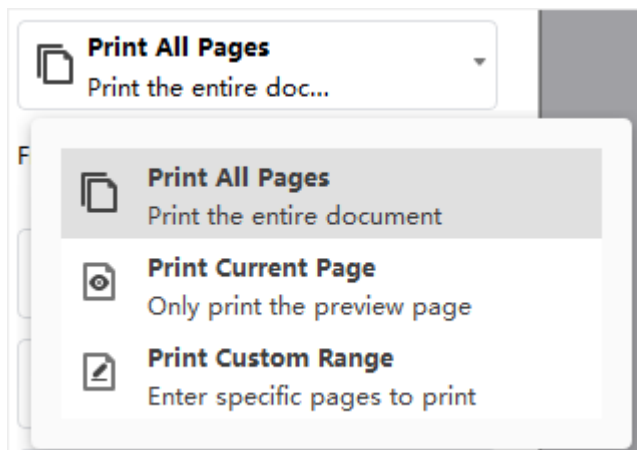 Print All Pages
Print the entire doc...
F
Print All Pages
Print the entire document
Print Current Page
Only print the preview page
Print Custom Range
Enter specific pages to print